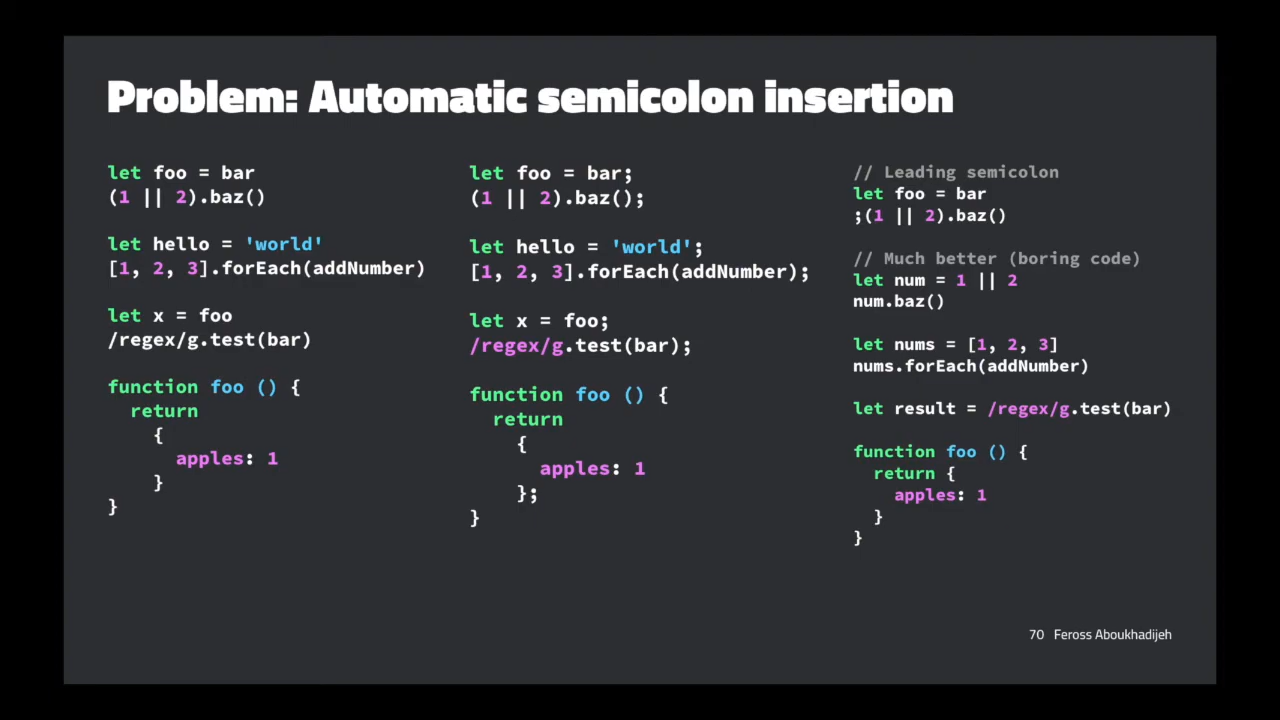 Problem: Automatic semicolon insertion
let foo = bar
(1 || 2).baz()
let hello = 'world'
[1, 2, 3].forEach(addNumber)
let x = foo
/regex/g.test(bar)
function foo () {
return
{
apples: 1
}
}
let foo = bar;
(1 || 2).baz();
let hello = 'world';
[1, 2, 3].forEach(addNumber);
let x = foo;
/regex/g.test(bar);
function foo () {
return
{
apples: 1
};
}
// Leading semicolon
let foo = bar
;(1 || 2).baz()
// Much better (boring code)
let num = 1 || 2
num.baz()
let nums = [1, 2, 3]
nums.forEach(addNumber)
let result = /regex/g.test(bar)
function foo () {
return {
apples: 1
}
}
70 Feross Aboukhadijeh